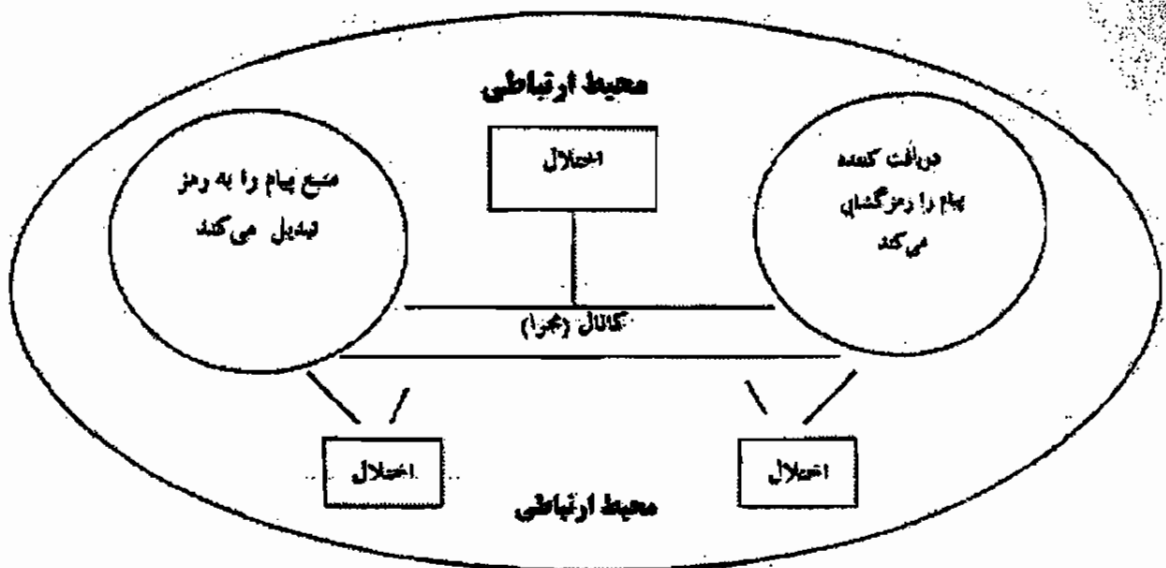 محیط ارتباطی
دریافت کننده
پیام را رمزگشایی
می‌کند
اختلال
منبع پیام را به رمز
تبدیل می‌کند
کانال (مجرا)
اختلال
اختلال
محیط ارتباطی